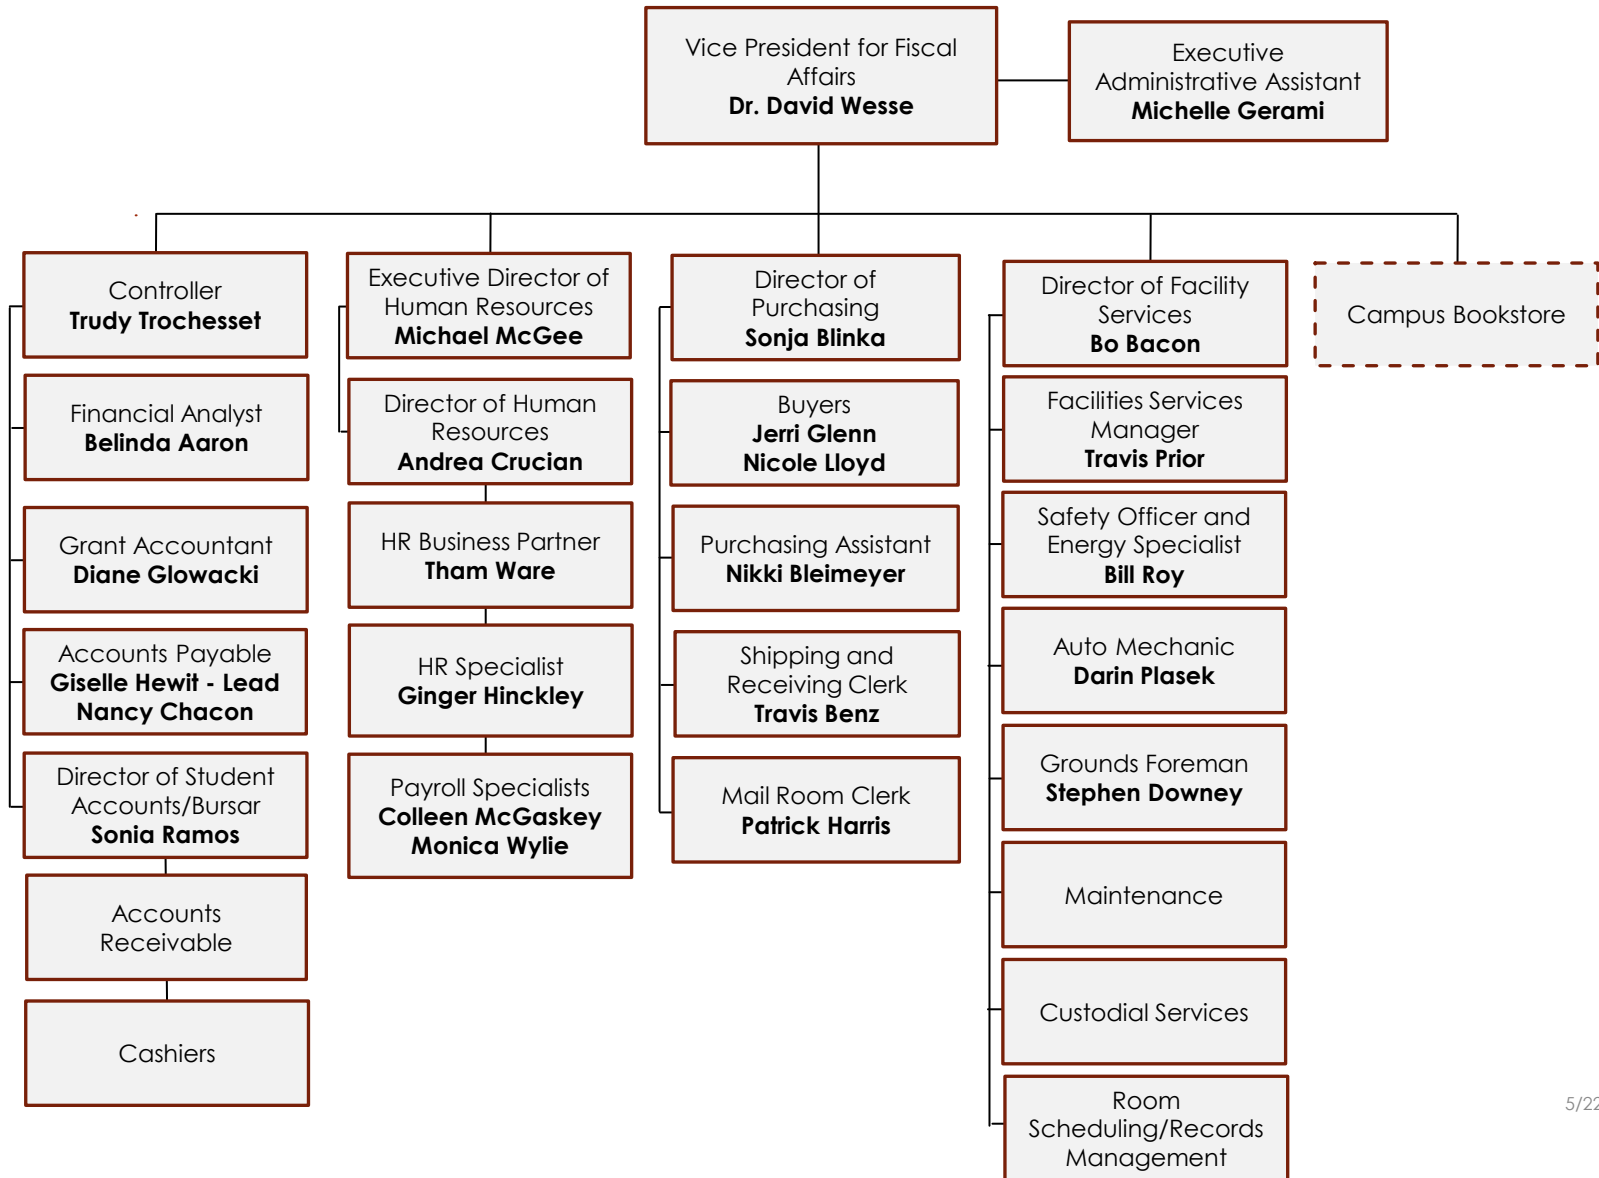 Vice President for Fiscal
Affairs
Dr. David Wesse
Executive
Administrative Assistant
Michelle Gerami
Controller
Trudy Trochesset
Financial Analyst
Belinda Aaron
Grant Accountant
Diane Glowacki
Accounts Payable
Giselle Hewit - Lead
Nancy Chacon
Director of Student
Accounts/Bursar
Sonia Ramos
Accounts
Receivable
Cashiers
Executive Director of
Human Resources
Michael McGee
Director of Human
Resources
Andrea Crucian
HR Business Partner
Tham Ware
HR Specialist
Ginger Hinckley
Payroll Specialists
Colleen McGaskey
Monica Wylie
Director of
Purchasing
Sonja Blinka
Buyers
Jerri Glenn
Nicole Lloyd
Purchasing Assistant
Nikki Bleimeyer
Shipping and
Receiving Clerk
Travis Benz
Mail Room Clerk
Patrick Harris
Director of Facility
Services
Bo Bacon
Facilities Services
Manager
Travis Prior
Safety Officer and
Energy Specialist
Bill Roy
Auto Mechanic
Darin Plasek
Grounds Foreman
Stephen Downey
Maintenance
Custodial Services
Room
Scheduling/Records
Management
Campus Bookstore
5/22